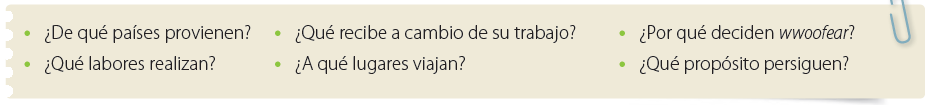 • ¿De qué países provienen? • ¿Qué recibe a cambio de su trabajo? • ¿Por qué deciden wwoofear?
• ¿Qué labores realizan? • ¿A qué lugares viajan? • ¿Qué propósito persiguen?